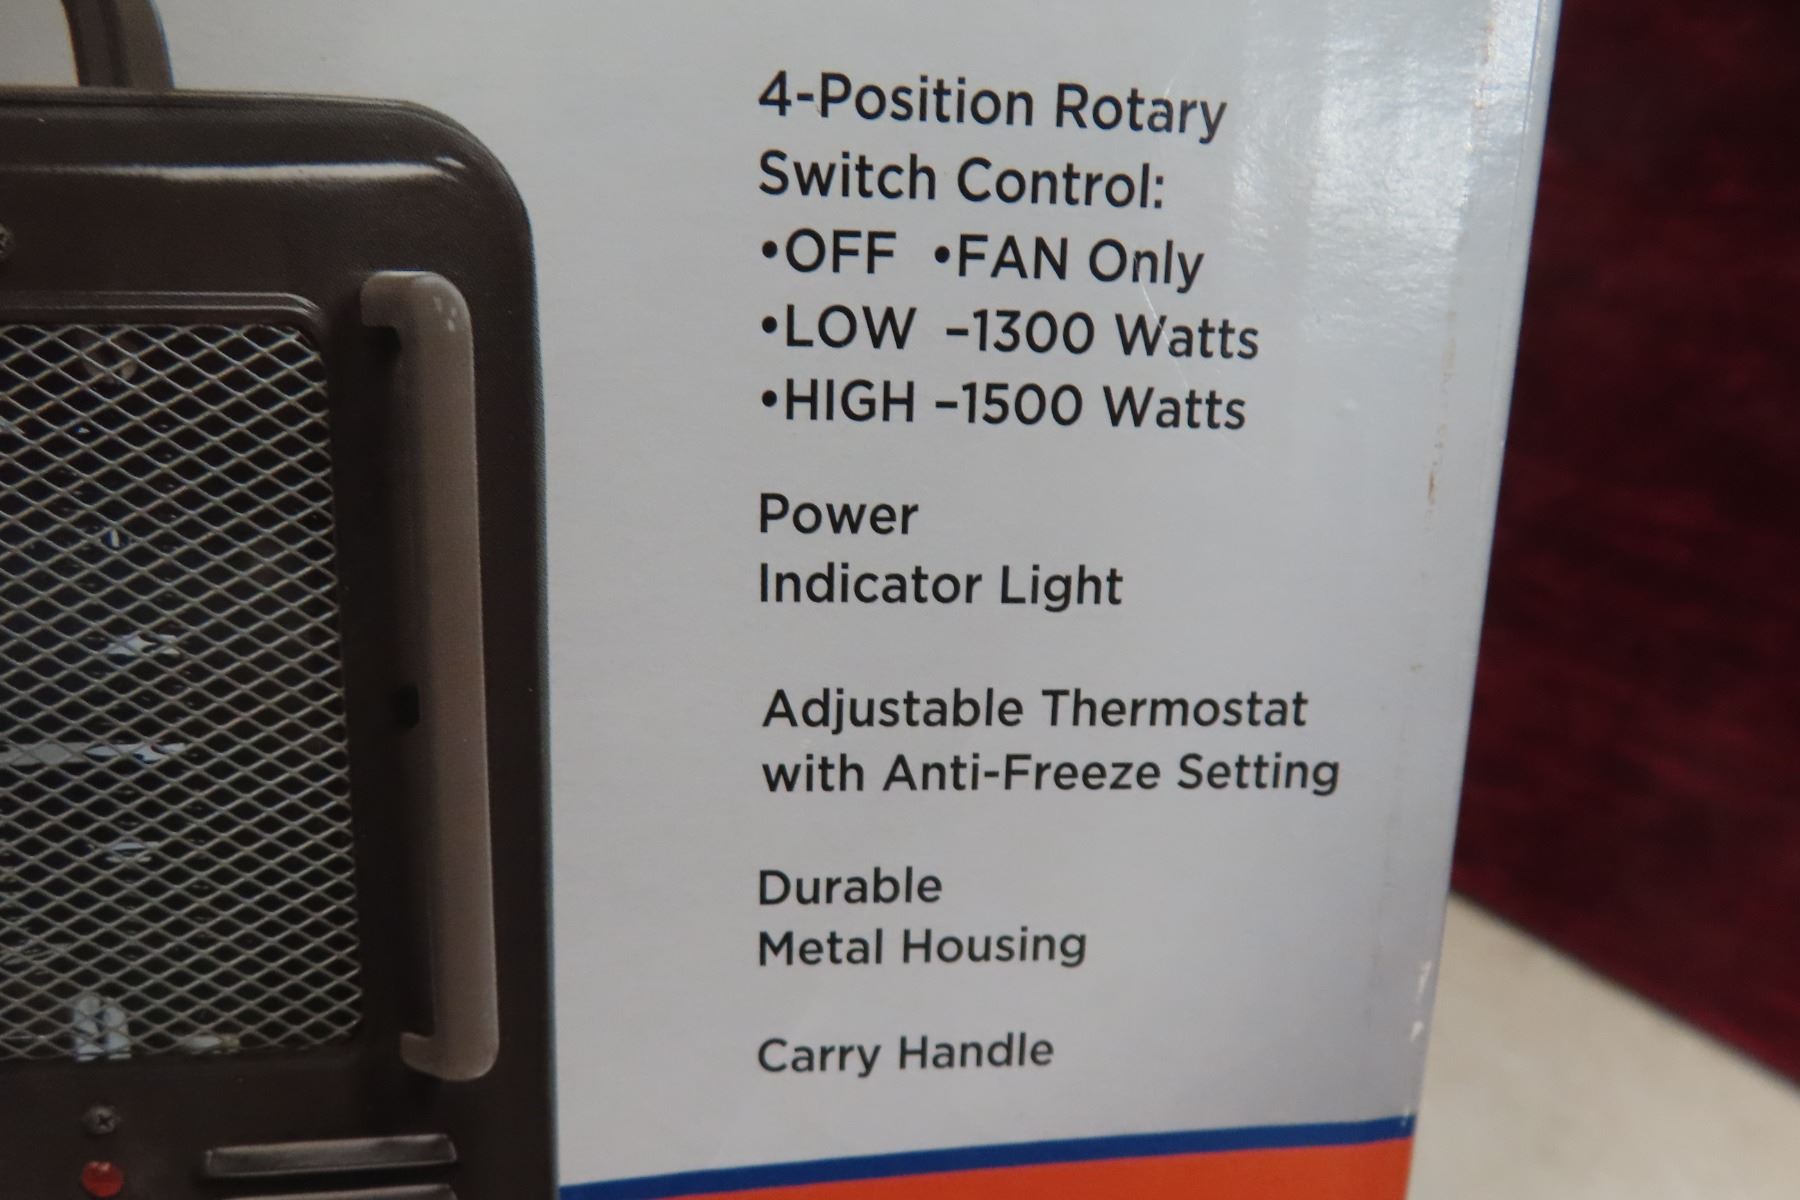 4-Position Rotary
Switch Control:
•OFF •FAN Only
•LOW –1300 Watts
•HIGH –1500 Watts
Power
Indicator Light
Adjustable Thermostat
with Anti-Freeze Setting
Durable
Metal Housing
Carry Handle